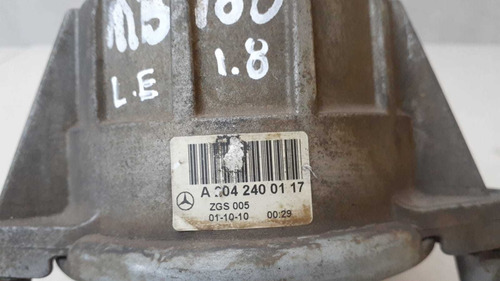 MB 180
L.E 1.8
A 204 240 01 17
ZGS 005
01-10-10 00:29